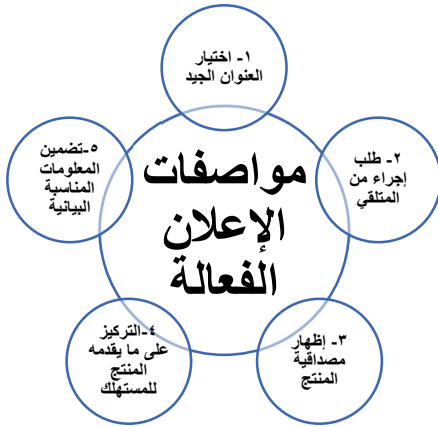 ١- اختيار
العنوان الجيد
٢- طلب
إجراء من
المتلقي
٣- إظهار
مصداقية
المنتج
٤-التركيز
على ما يقدمه
المنتج
للمستهلك
٥-تضمين
المعلومات
المناسبة
البيانية
مواصفات
الإعلان
الفعالة